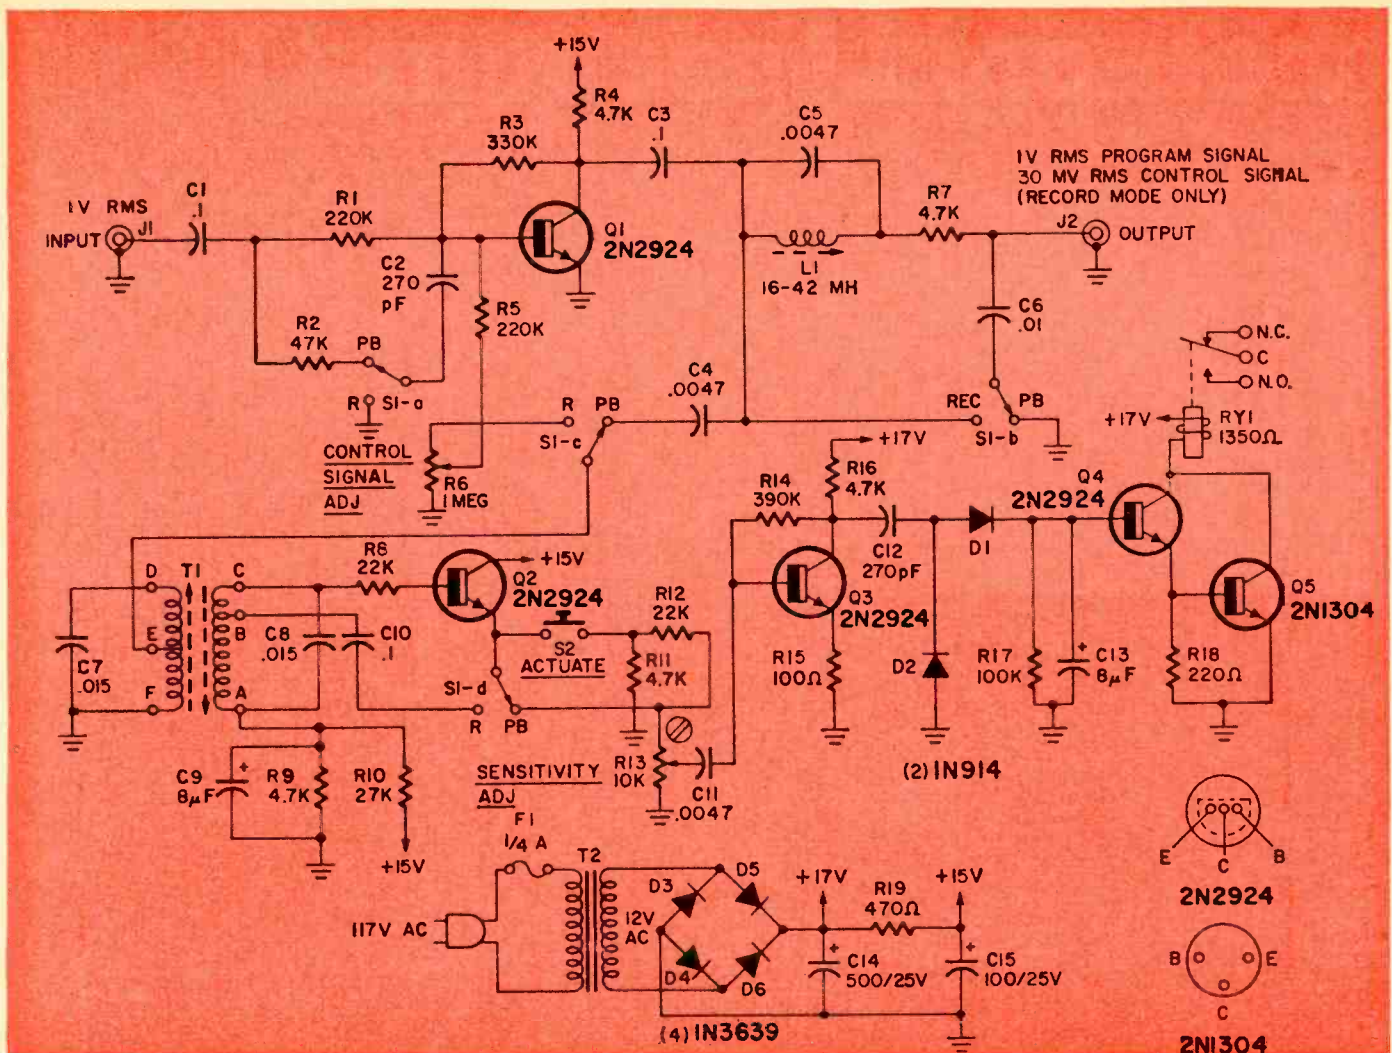 +15V
R4
4.7K
R3
330K
C3
.1
C5
.0047
1V RMS PROGRAM SIGNAL
30 MV RMS CONTROL SIGNAL
(RECORD MODE ONLY)
1V RMS
INPUT
J1
C1
.1
R1
220K
Q1
2N2924
R7
4.7K
J2
OUTPUT
C2
270
pF
L1
16-42 MH
R5
220K
C6
.01
R2
47K
PB
R
S1-a
C4
.0047
N.C.
C
N.O.
R
PB
S1-c
REC
PB
S1-b
+17V
RY1
1350Ω
CONTROL
SIGNAL
ADJ
R6
1 MEG
+17V
R16
4.7K
R14
390K
Q4
2N2924
D
T1
C
R8
22K
+15V
Q2
2N2924
C12
270pF
D1
Q3
2N2924
Q5
2N1304
E
B
C8
.015
C10
.1
S2
ACTUATE
R12
22K
R11
4.7K
C7
.015
F
A
S1-d
R
PB
R15
100Ω
D2
R17
100K
C13
8µF
+
R18
220Ω
C9
8µF
+
R9
4.7K
R10
27K
+15V
SENSITIVITY
ADJ
R13
10K
C11
.0047
(2) 1N914
F1
1/4 A
T2
117V AC
12V
AC
D3
D5
D4
D6
(4) 1N3639
+17V
R19
470Ω
+15V
+
C14
500/25V
+
C15
100/25V
E
C
B
2N2924
B
E
C
2N1304